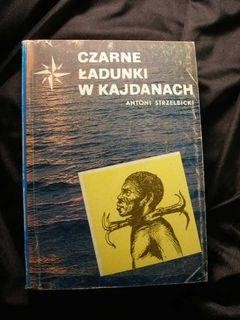 CZARNE
ŁADUNKI
W KAJDANACH
ANTONI STRZELBICKI